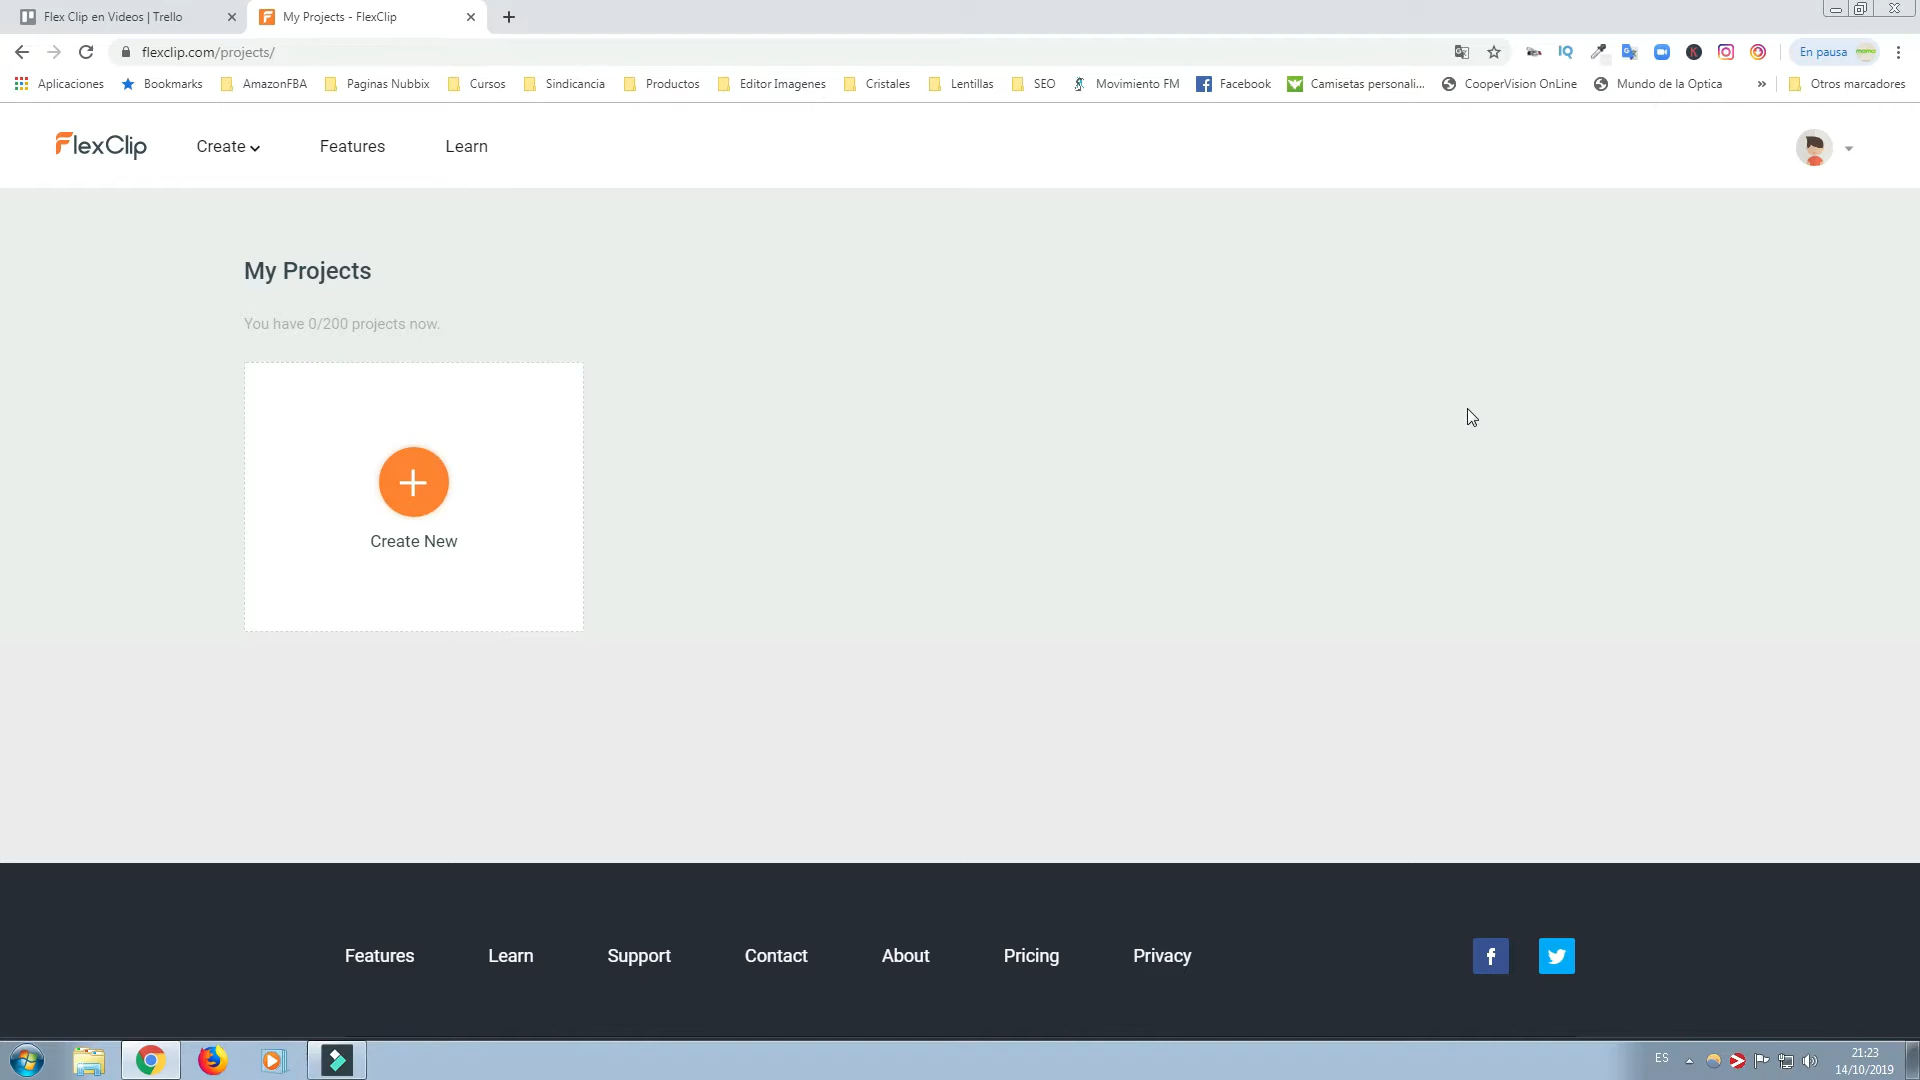 Flex Clip en Videos | Trello
My Projects - FlexClip
flexclip.com/projects/
En pausa
Aplicaciones
Bookmarks
AmazonFBA
Paginas Nubbix
Cursos
Sindicancia
Productos
Editor Imagenes
Cristales
Lentillas
SEO
Movimiento FM
Facebook
Camisetas personali...
CooperVision OnLine
Mundo de la Optica
»
Otros marcadores
FlexClip
Create
Features
Learn
My Projects
You have 0/200 projects now.
Create New
Features
Learn
Support
Contact
About
Pricing
Privacy
ES
21:23
14/10/2019